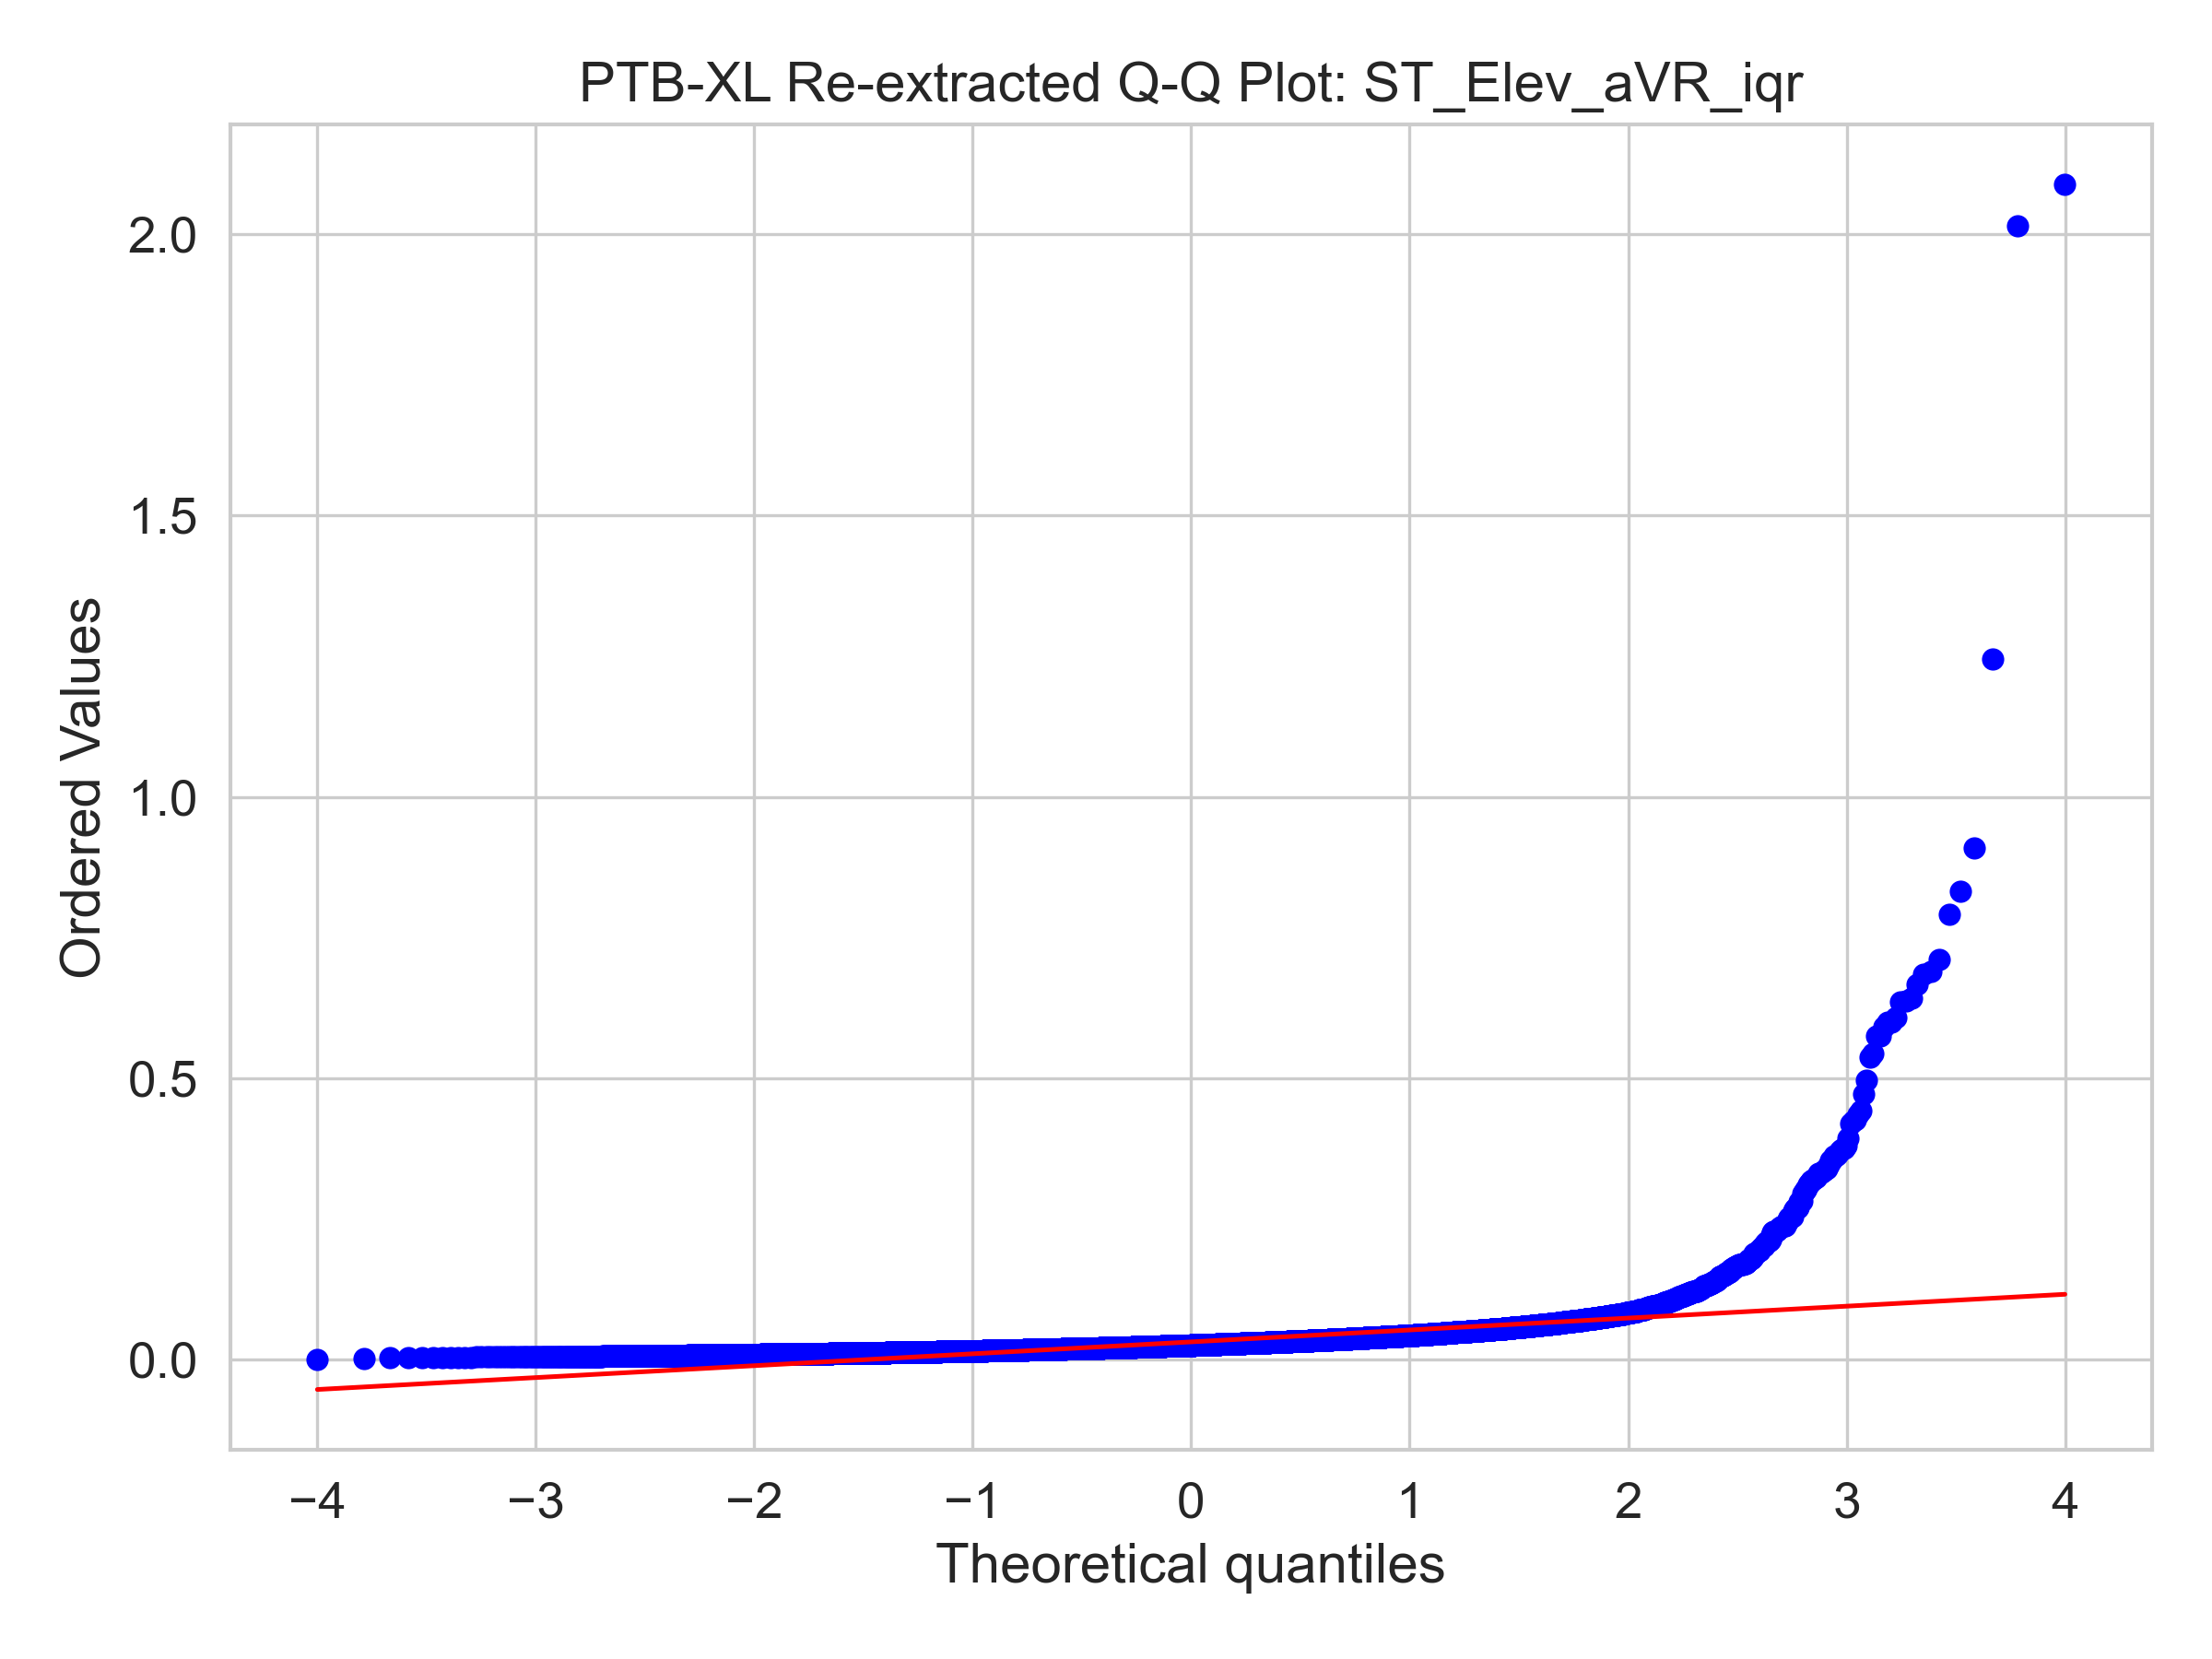 PTB-XL Re-extracted Q-Q Plot: ST_Elev_aVR_iqr
2.0
1.5
1.0
0.5
0.0
Ordered Values
−4 −3 −2 −1 0 1 2 3 4
Theoretical quantiles